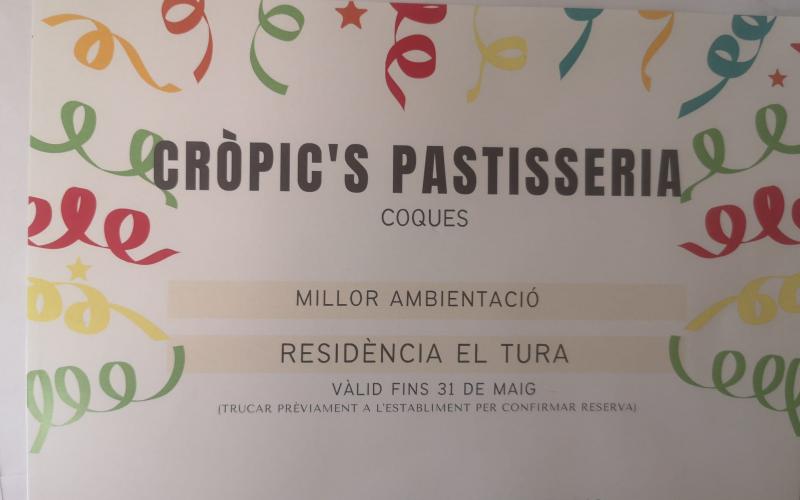 CRÒPIC'S PASTISSERIA
COQUES
MILLOR AMBIENTACIÓ
RESIDÈNCIA EL TURA
VÀLID FINS 31 DE MAIG
(TRUCAR PRÈVIAMENT A L'ESTABLIMENT PER CONFIRMAR RESERVA)